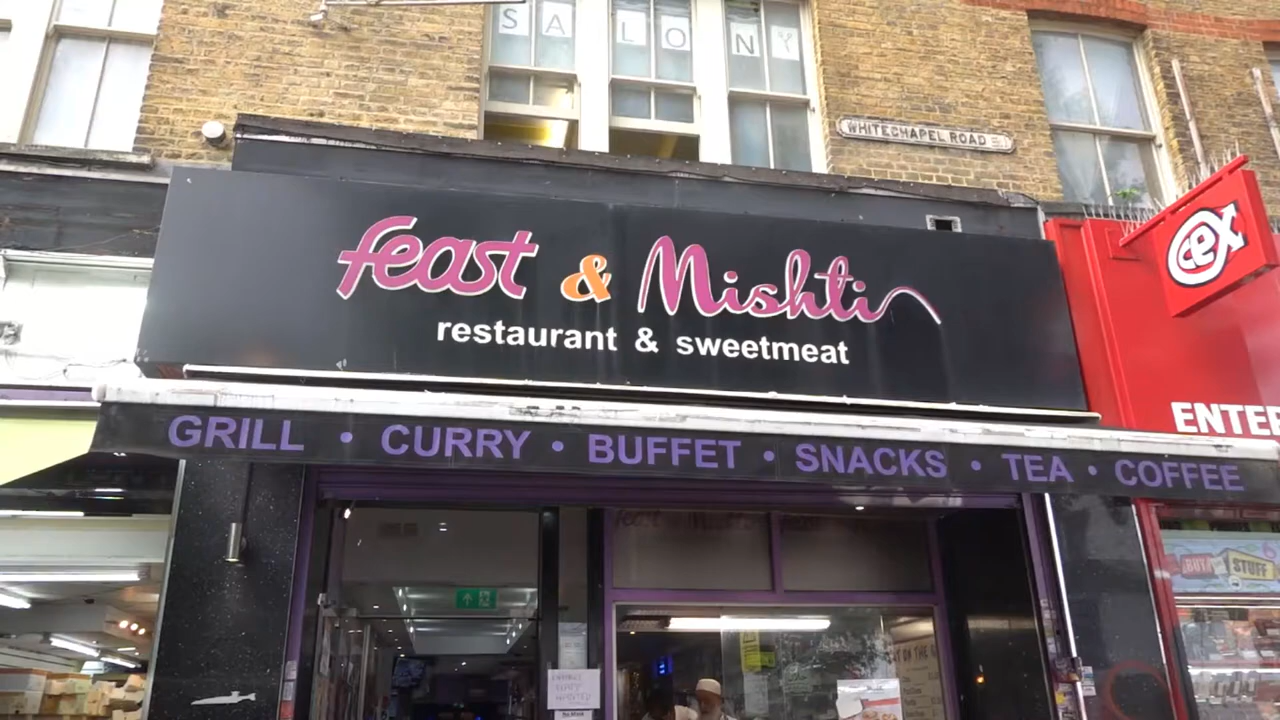 SALON
WHITECHAPEL ROAD
feast & Mishti
restaurant & sweetmeat
cex
ENTER
GRILL • CURRY • BUFFET • SNACKS • TEA • COFFEE
BUY
STUFF